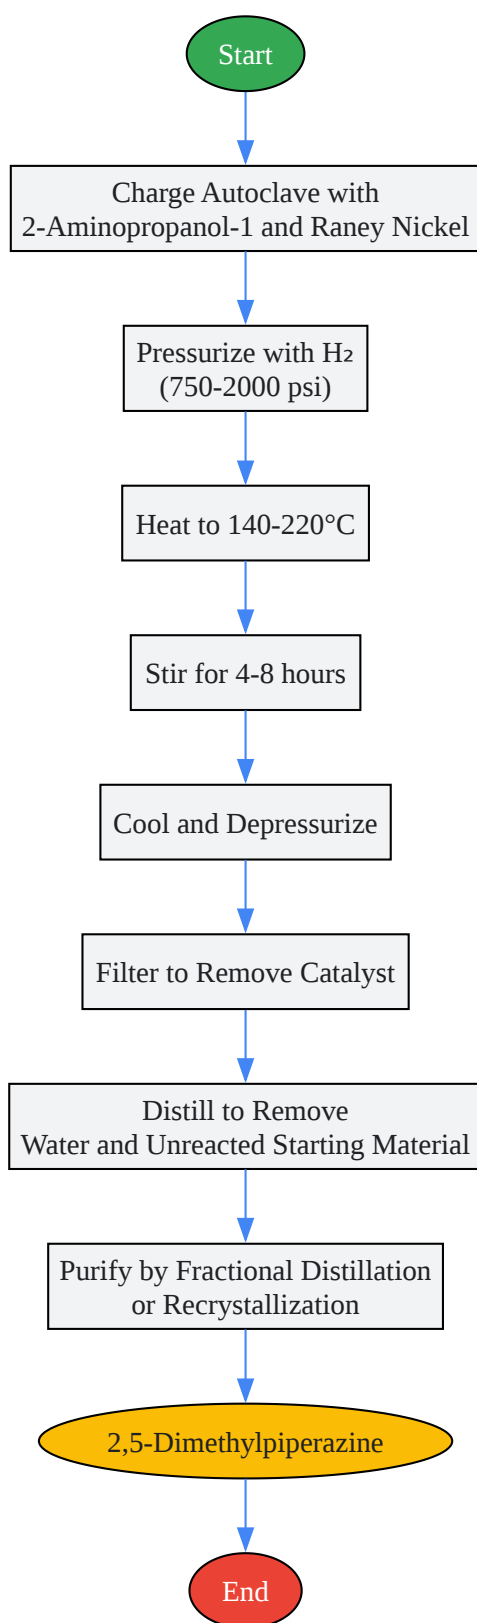 Start
Charge Autoclave with
2-Aminopropanol-1 and Raney Nickel
Pressurize with H₂
(750-2000 psi)
Heat to 140-220°C
Stir for 4-8 hours
Cool and Depressurize
Filter to Remove Catalyst
Distill to Remove
Water and Unreacted Starting Material
Purify by Fractional Distillation
or Recrystallization
2,5-Dimethylpiperazine
End